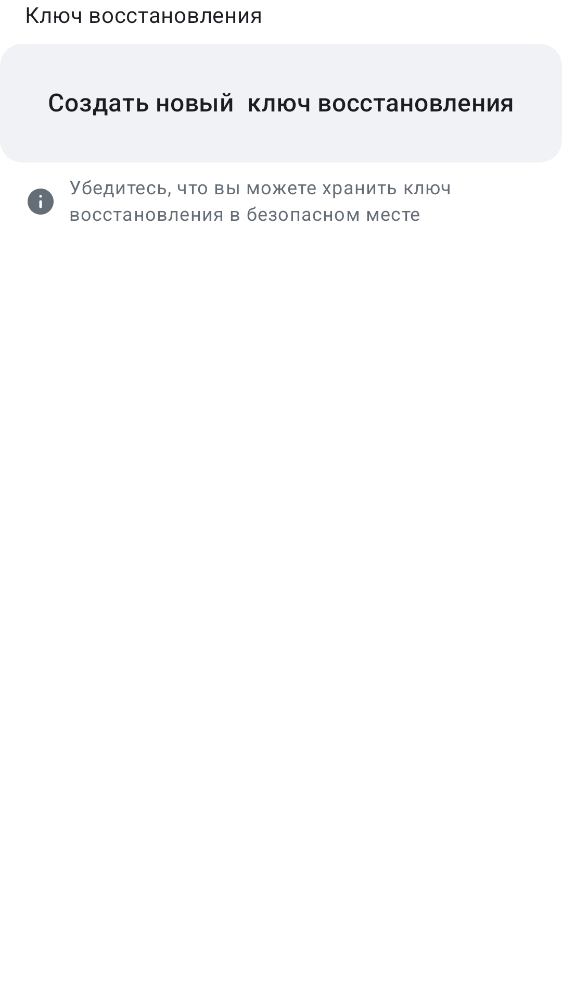 Ключ восстановления
Создать новый  ключ восстановления
Убедитесь, что вы можете хранить ключ
восстановления в безопасном месте